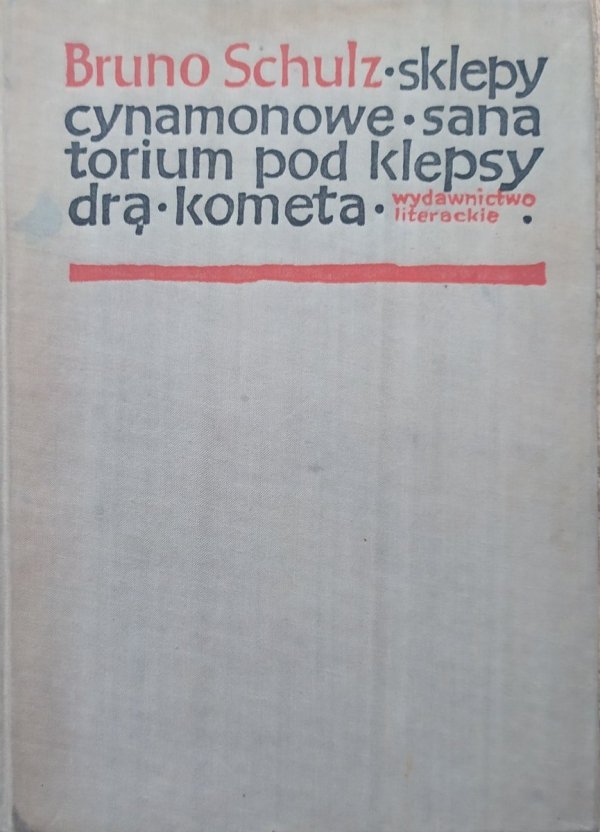 Bruno Schulz·sklepy
cynamonowe·sana
torium pod klepsy
drą·kometa·wydawnictwo
literackie.